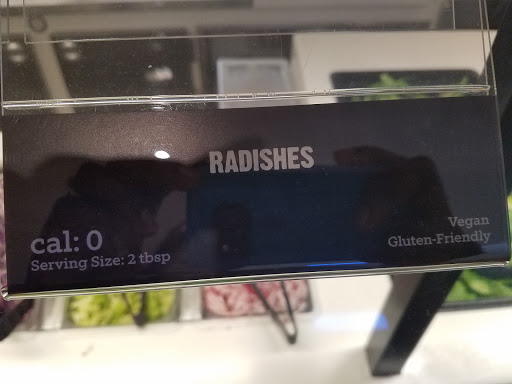 RADISHES
cal: 0
Serving Size: 2 tbsp
Vegan
Gluten-Friendly